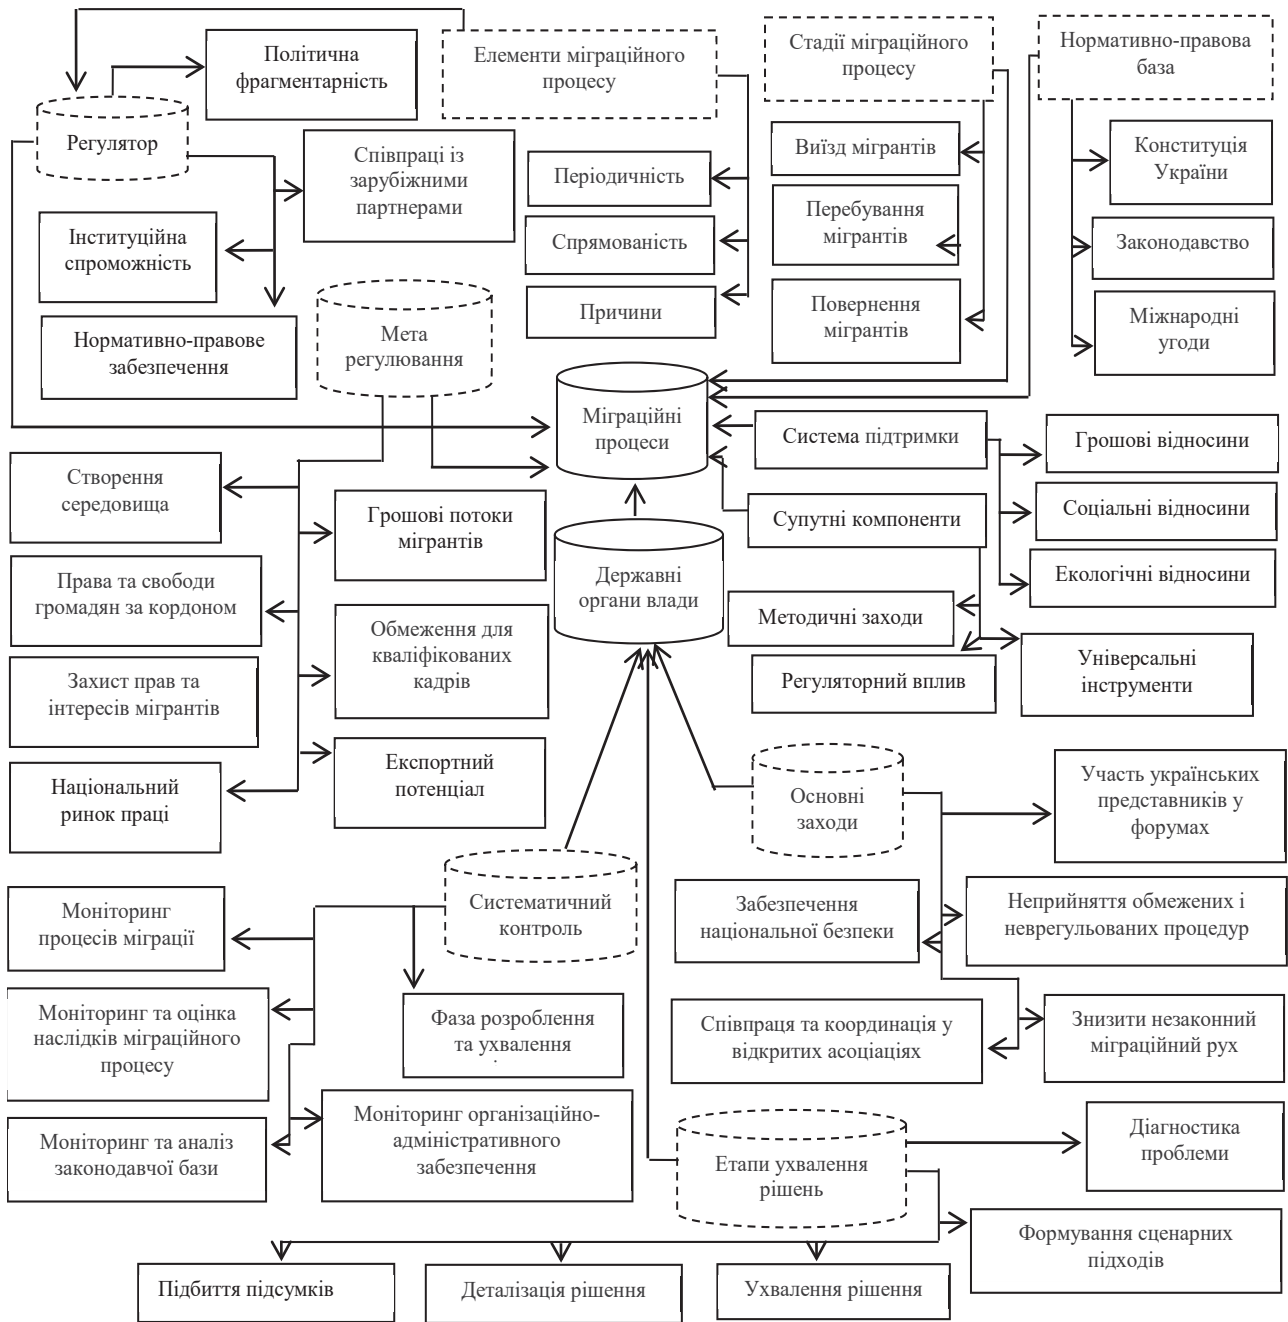 Політична
фрагментарність
Елементи міграційного
процесу
Стадії міграційного
процесу
Нормативно-правова
база
Регулятор
Співпраці із
зарубіжними
партнерами
Періодичність
Виїзд мігрантів
Конституція
України
Інституційна
спроможність
Спрямованість
Перебування
мігрантів
Законодавство
Нормативно-правове
забезпечення
Мета
регулювання
Причини
Повернення
мігрантів
Міжнародні
угоди
Міграційні
процеси
Система підтримки
Грошові відносини
Створення
середовища
Грошові потоки
мігрантів
Супутні компоненти
Соціальні відносини
Права та свободи
громадян за кордоном
Державні
органи влади
Екологічні відносини
Обмеження для
кваліфікованих
кадрів
Методичні заходи
Захист прав та
інтересів мігрантів
Регуляторний вплив
Універсальні
інструменти
Національний
ринок праці
Експортний
потенціал
Основні
заходи
Участь українських
представників у
форумах
Моніторинг
процесів міграції
Систематичний
контроль
Забезпечення
національної безпеки
Неприйняття обмежених і
неврегульованих процедур
Моніторинг та оцінка
наслідків міграційного
процесу
Фаза розроблення
та ухвалення
Співпраця та координація у
відкритих асоціаціях
Знизити незаконний
міграційний рух
Моніторинг та аналіз
законодавчої бази
Моніторинг організаційно-
адміністративного
забезпечення
Етапи ухвалення
рішень
Діагностика
проблеми
Формування сценарних
підходів
Підбиття підсумків
Деталізація рішення
Ухвалення рішення